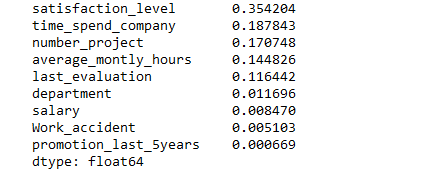 satisfaction_level 0.354204
time_spend_company 0.187843
number_project 0.170748
average_montly_hours 0.144826
last_evaluation 0.116442
department 0.011696
salary 0.008470
Work_accident 0.005103
promotion_last_5years 0.000669
dtype: float64